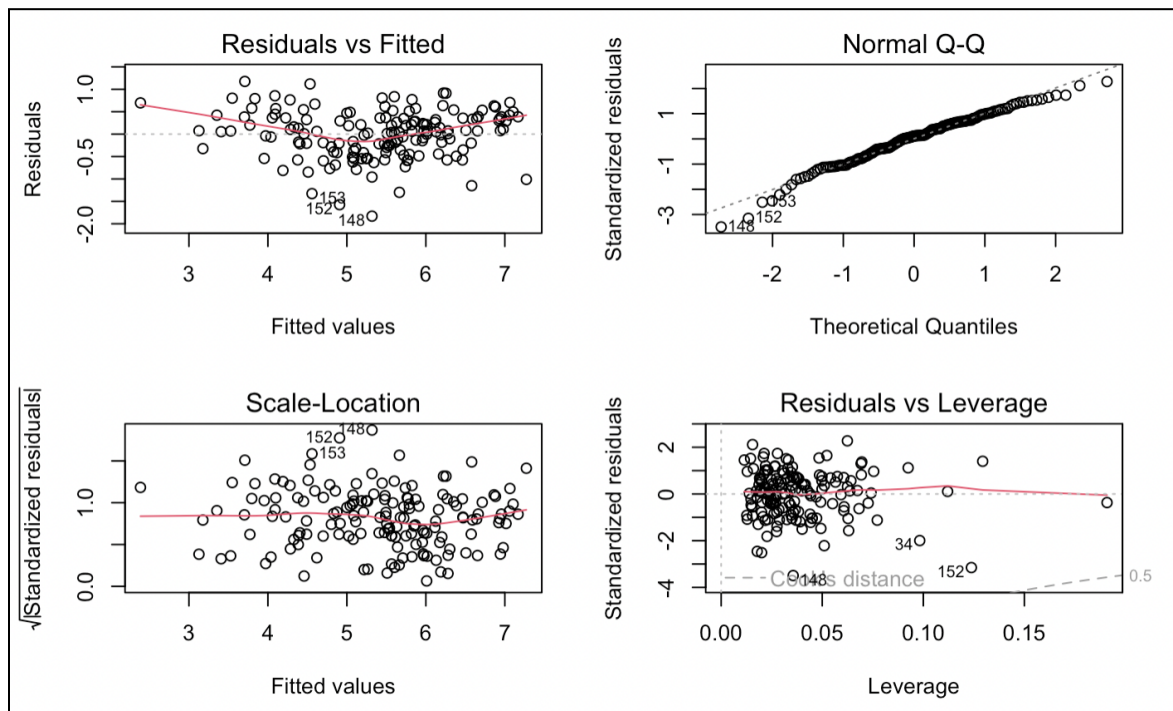 Residuals vs Fitted
Residuals
1.0
-0.5
-2.0
153
152
148
3 4 5 6 7
Fitted values
Normal Q-Q
Standardized residuals
1
-1
-3
153
152
148
-2 -1 0 1 2
Theoretical Quantiles
Scale-Location
√|Standardized residuals|
1.0
0.0
148
152
153
3 4 5 6 7
Fitted values
Residuals vs Leverage
Standardized residuals
2
0
-2
-4
34
152
148
Cook's distance
0.5
0.00 0.05 0.10 0.15
Leverage